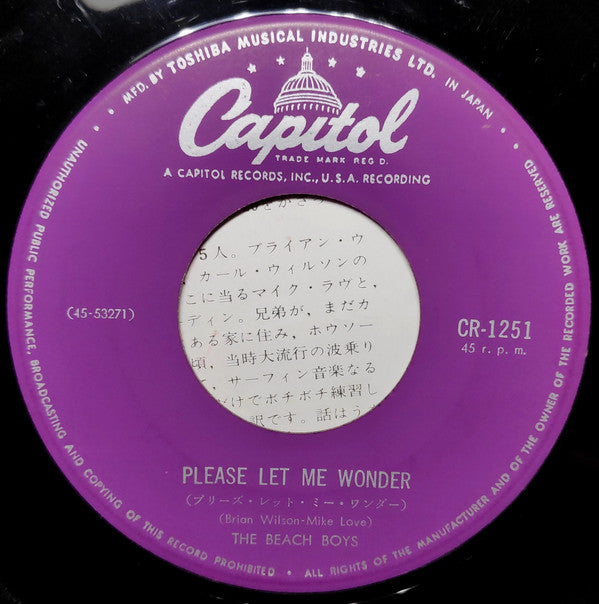 MFD. BY TOSHIBA MUSICAL INDUSTRIES LTD. IN JAPAN
Capitol
TRADE MARK REG'D.
A CAPITOL RECORDS, INC., U.S.A. RECORDING
5人。ブライアン・ウ
カール・ウィルソンの
こに当るマイク・ラヴと、
ディン。兄弟が、まだカ
ある家に住み、ホウソー
頃、当時大流行の波乗り
て、サーフィン音楽なる
だけでボチボチ練習し
訳です。話はう
(45-53271)
CR-1251
45 r. p. m.
PLEASE LET ME WONDER
(プリーズ・レット・ミー・ワンダー)
(Brian Wilson-Mike Love)
THE BEACH BOYS
UNAUTHORIZED PUBLIC PERFORMANCE, BROADCASTING AND COPYING OF THIS RECORD PROHIBITED • ALL RIGHTS OF THE MANUFACTURER AND OF THE OWNER OF THE RECORDED WORK ARE RESERVED